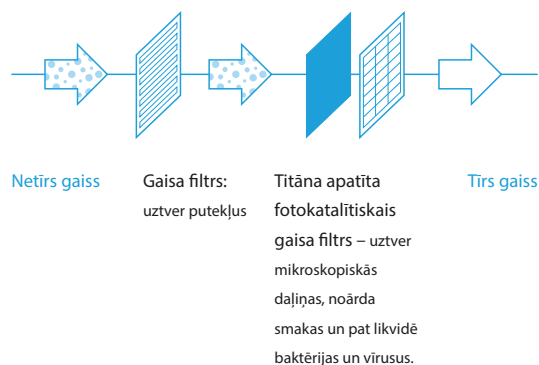 Netīrs gaiss
Gaisa filtrs:
uztver putekļus
Titāna apatīta
fotokatalītiskais
gaisa filtrs – uztver
mikroskopiskās
daļiņas, noārda
smakas un pat likvidē
baktērijas un vīrusus.
Tīrs gaiss